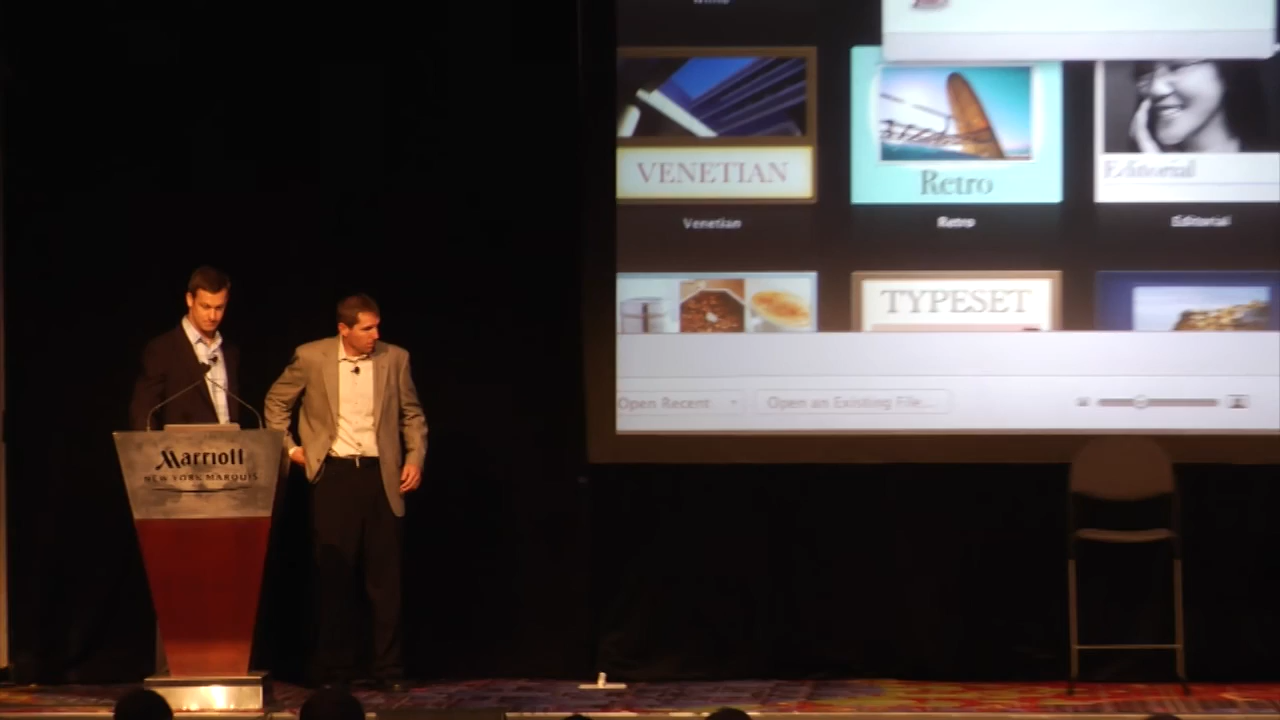 VENETIAN
Retro
Editorial
Venetian
Retro
Editorial
TYPESET
Open Recent
Open an Existing File...
Marriott
NEW YORK MARQUIS